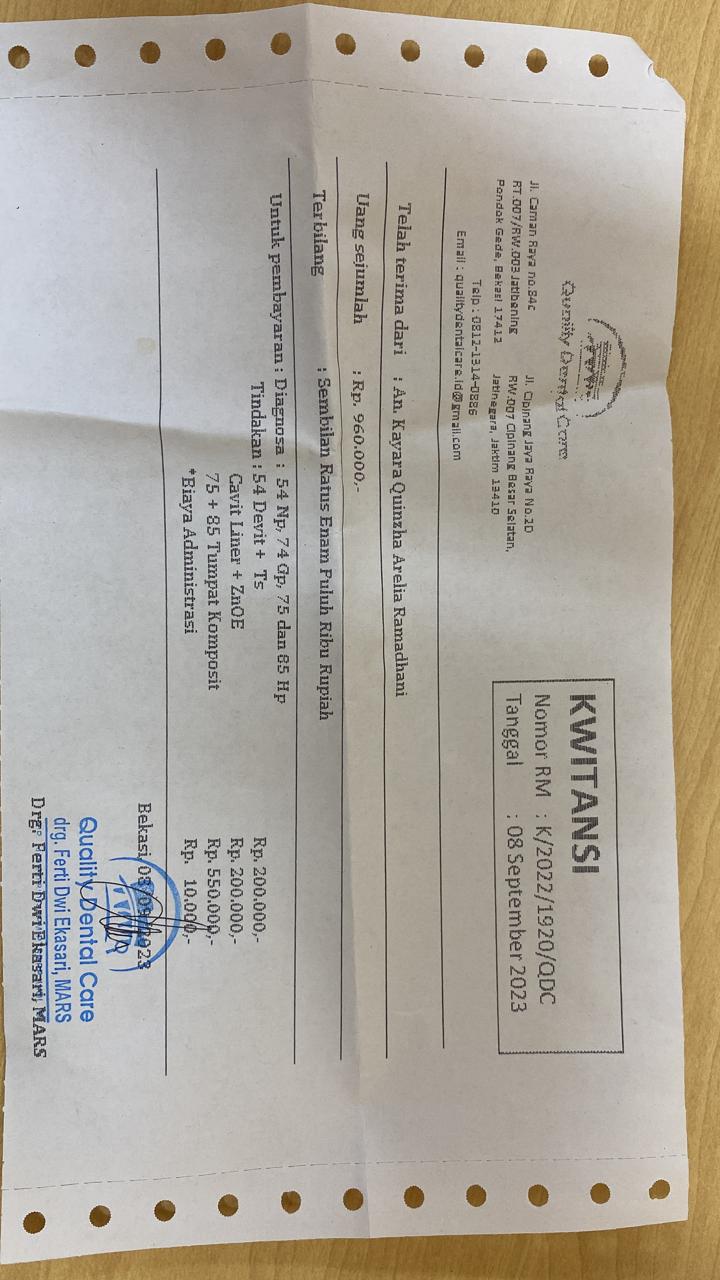 Quality Dental Care
Jl. Caman Raya no.84c
RT.007/RW.003 Jatibening
Pondok Gede, Bekasi 17412
Jl. Cipinang Jaya Raya No.2D
RW.007 Cipinang Besar Selatan,
Jatinegara, Jaktim 13410
Telp : 0812-1314-0886
Email : qualitydentalcare.id@gmail.com
KWITANSI
Nomor RM : K/2022/1920/QDC
Tanggal : 08 September 2023
Telah terima dari : An. Kayara Quinzha Arelia Ramadhani
Uang sejumlah : Rp. 960.000,-
Terbilang : Sembilan Ratus Enam Puluh Ribu Rupiah
Untuk pembayaran : Diagnosa : 54 Np, 74 Gp, 75 dan 85 Hp
Tindakan : 54 Devit + Ts Rp. 200.000,-
Cavit Liner + ZnOE Rp. 200.000,-
75 + 85 Tumpat Komposit Rp. 550.000,-
*Biaya Administrasi Rp. 10.000,-
Bekasi, 08/09/2023
Quality Dental Care
drg. Ferti Dwi Ekasari, MARS
Drg. Ferti Dwi Ekasari, MARS